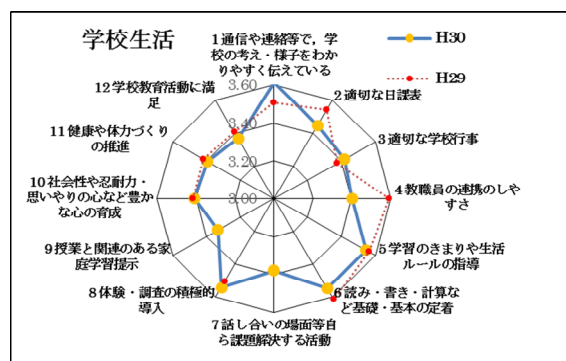 学校生活
H30
H29
1通信や連絡等で,学
校の考え・様子をわか
りやすく伝えている
2適切な日課表
3適切な学校行事
4教職員の連携のしや
すさ
5学習のきまりや生活
ルールの指導
6読み・書き・計算な
ど基礎・基本の定着
7話し合いの場面等自
ら課題解決する活動
8体験・調査の積極的
導入
9授業と関連のある家
庭学習提示
10社会性や忍耐力・
思いやりの心など豊か
な心の育成
11健康や体力づくり
の推進
12学校教育活動に満
足
3.60
3.40
3.20
3.00